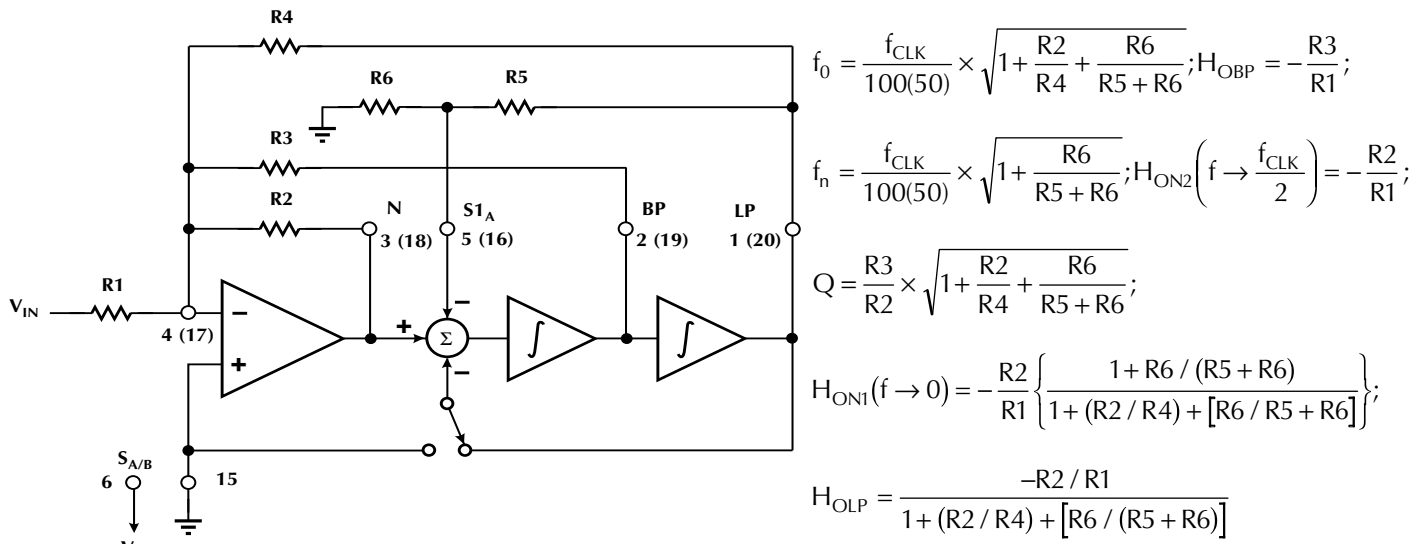 R4
R6
R5
R3
R2
N
3 (18)
S1A
5 (16)
BP
2 (19)
LP
1 (20)
R1
VIN
4 (17)
−
+
+
−
Σ
−
∫
∫
SA/B
6
15
f0 = fCLK / 100(50) × √(1 + R2/R4 + R6/(R5 + R6)); HOBP = −R3/R1;
fn = fCLK / 100(50) × √(1 + R6/(R5 + R6)); HON2(f → fCLK/2) = −R2/R1;
Q = R3/R2 × √(1 + R2/R4 + R6/(R5 + R6));
HON1(f → 0) = −R2/R1 {1 + R6 / (R5 + R6) / 1 + (R2 / R4) + [R6 / R5 + R6]};
HOLP = −R2 / R1 / 1 + (R2 / R4) + [R6 / (R5 + R6)]